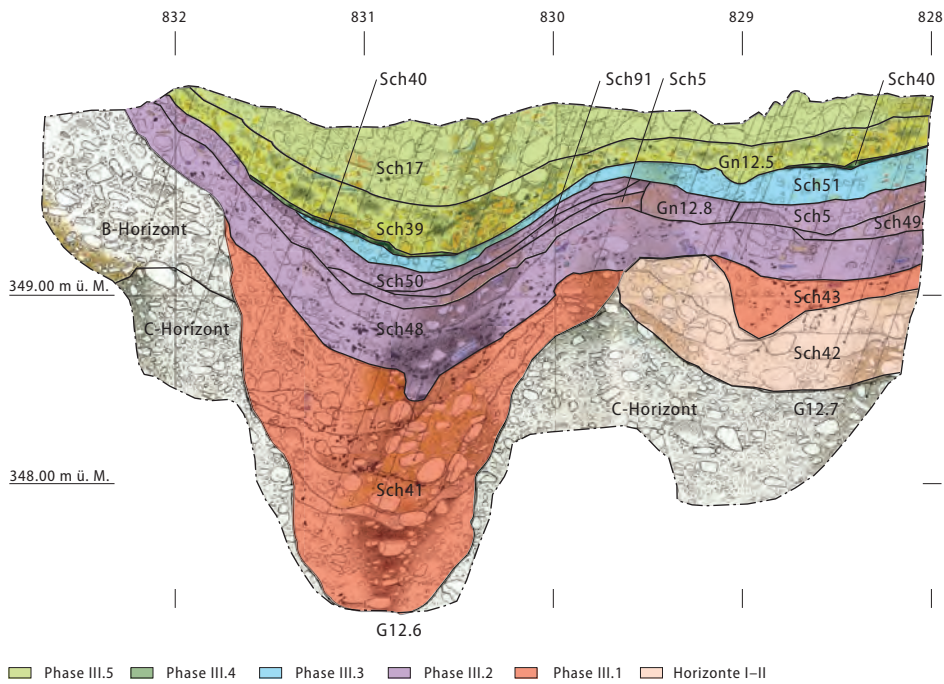 832 831 830 829 828
Sch40 Sch91 Sch5 Sch40
Gn12.5
Sch17
Sch51
Gn12.8
Sch5
Sch49
B-Horizont
Sch39
Sch50
349.00 m ü. M.
Sch43
C-Horizont
Sch48
Sch42
C-Horizont
G12.7
348.00 m ü. M.
Sch41
G12.6
Phase III.5 Phase III.4 Phase III.3 Phase III.2 Phase III.1 Horizonte I–II